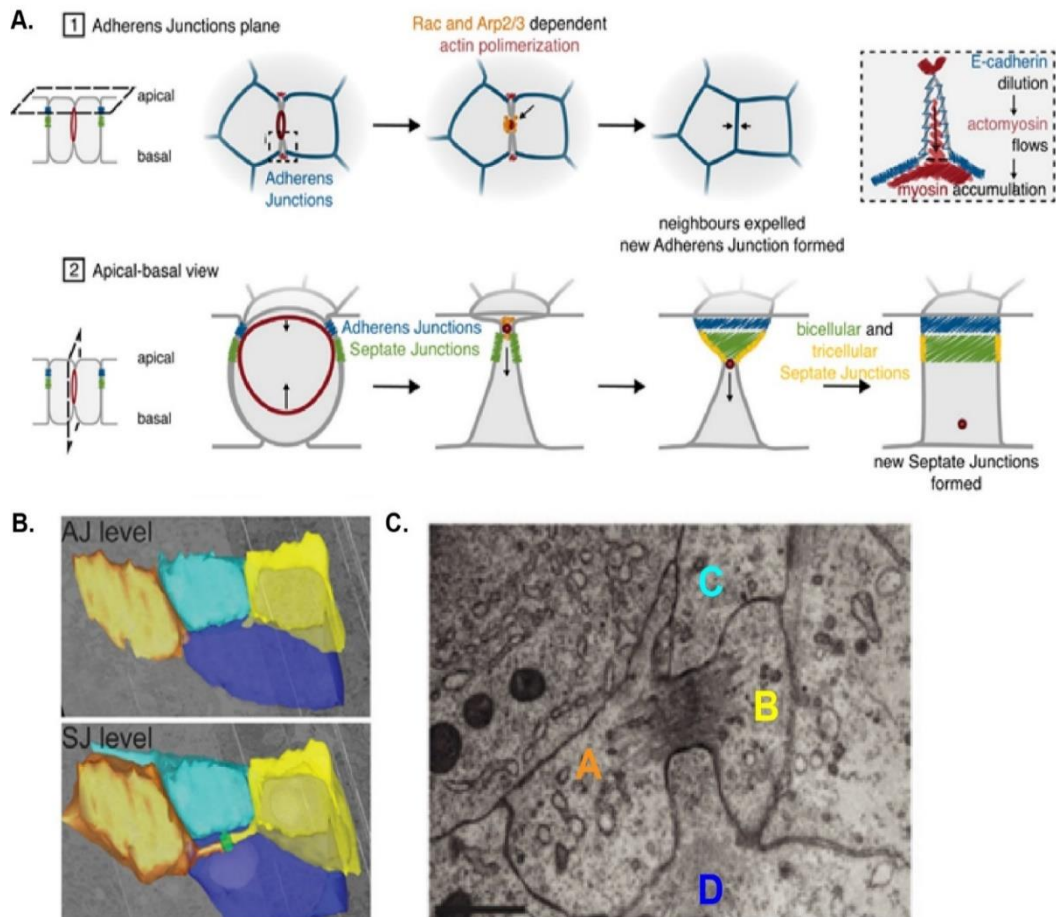 A.
1 Adherens Junctions plane
apical
basal
Adherens
Junctions
Rac and Arp2/3 dependent
actin polimerization
neighbours expelled
new Adherens Junction formed
E-cadherin
dilution
actomyosin
flows
myosin accumulation
2 Apical-basal view
apical
basal
Adherens Junctions
Septate Junctions
bicellular and
tricellular
Septate Junctions
new Septate Junctions
formed
B.
AJ level
SJ level
C.
C
B
A
D